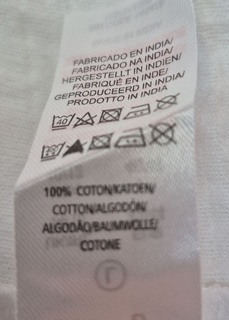 FABRICADO EN INDIA/
FABRICADO NA INDIA/
HERGESTELLT IN INDIEN/
FABRIQUÉ EN INDE/
GEPRODUCEERD IN INDIA/
PRODOTTO IN INDIA
40
100% COTON/KATOEN/
COTTON/ALGODÓN/
ALGODÃO/BAUMWOLLE/
COTONE